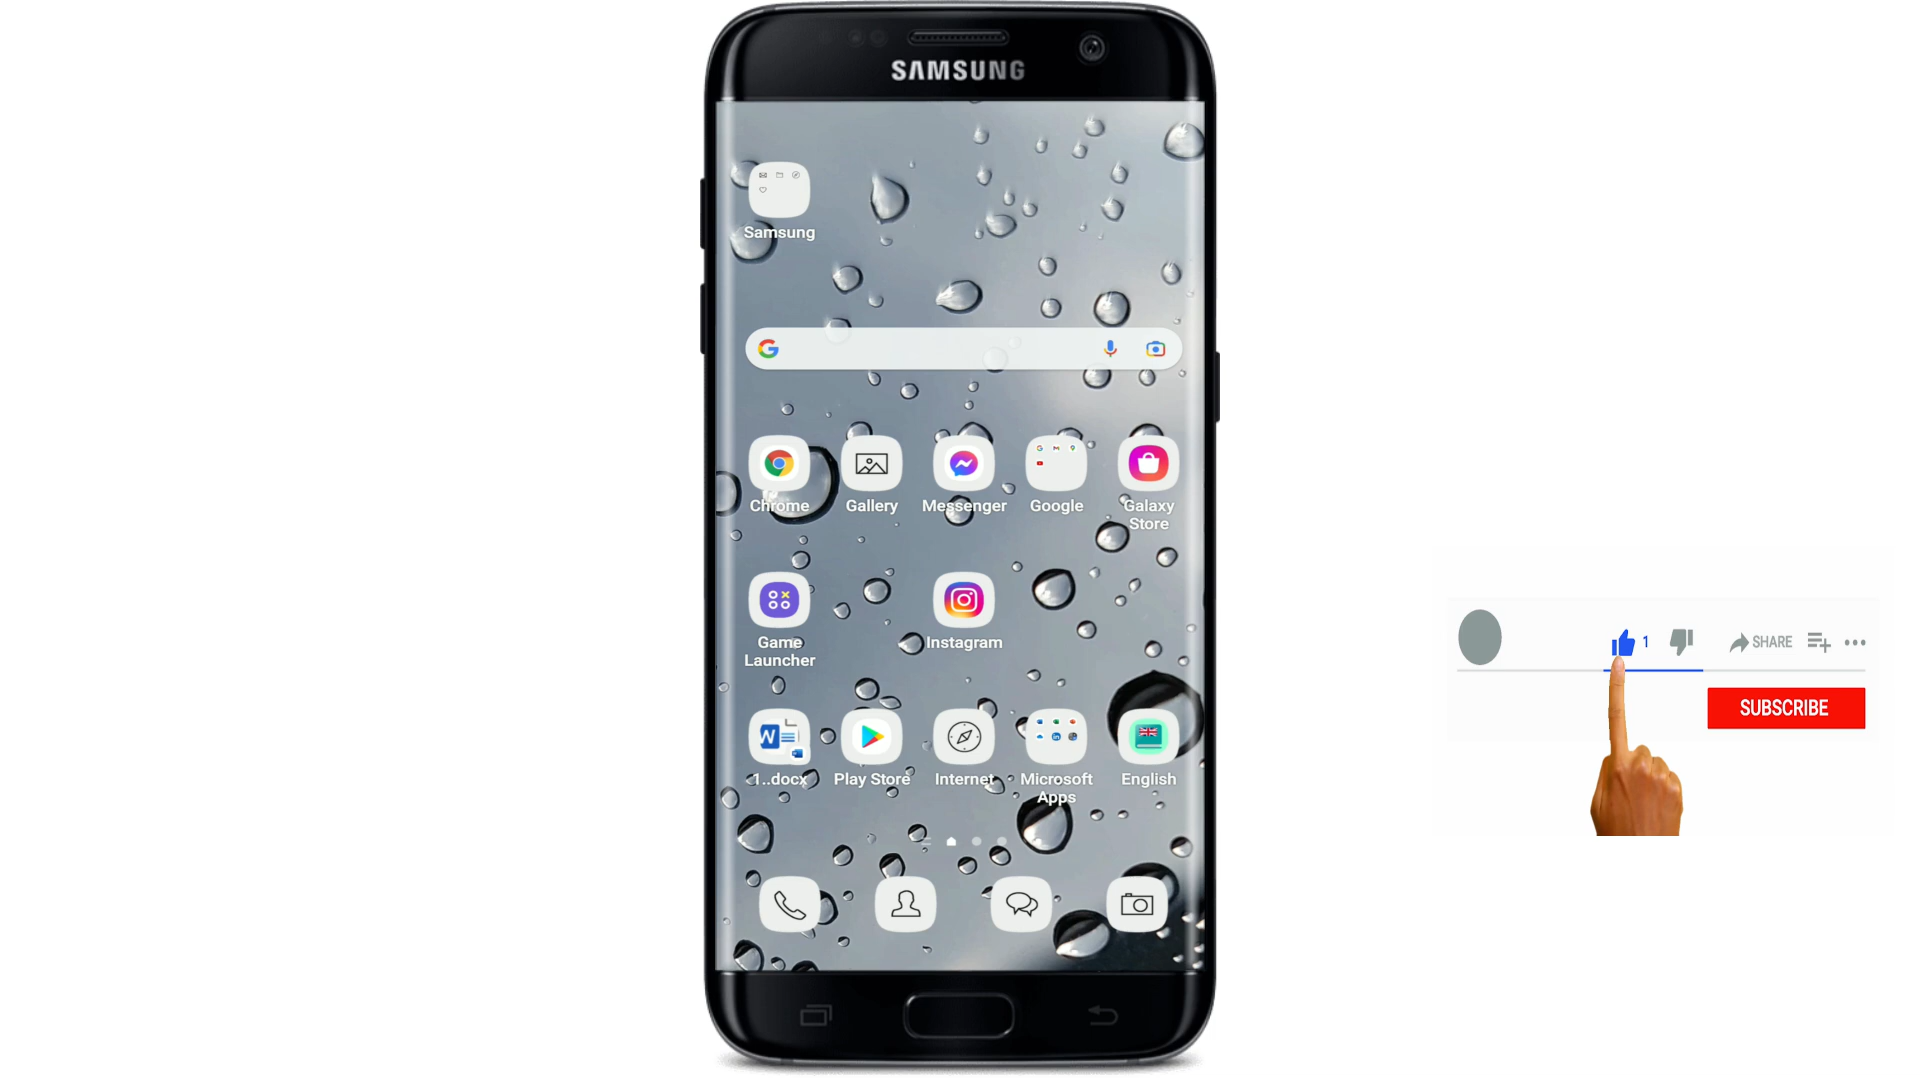 SAMSUNG
Samsung
Chrome
Gallery
Messenger
Google
Galaxy
Store
Game
Launcher
Instagram
1..docx
Play Store
Internet
Microsoft
Apps
English
1
SHARE
SUBSCRIBE